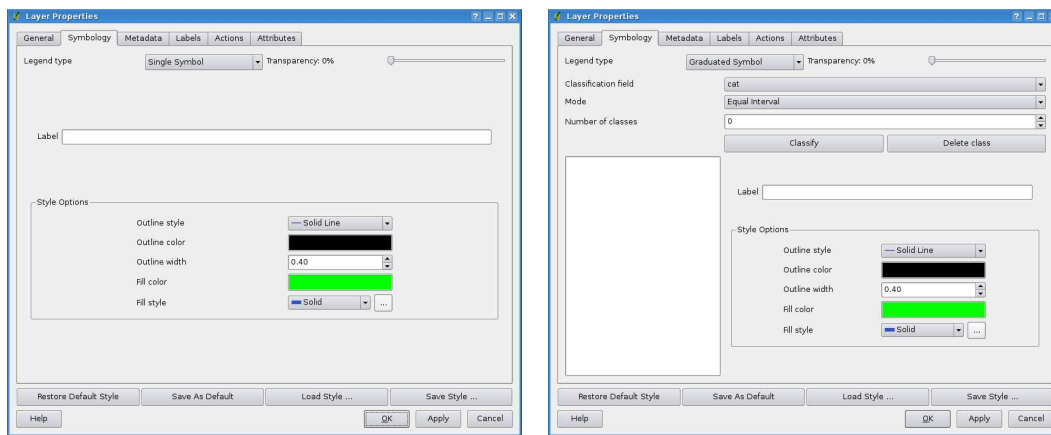 Layer Properties
General Symbology Metadata Labels Actions Attributes
Legend type Single Symbol Transparency: 0%
Label
Style Options
Outline style Solid Line
Outline color
Outline width 0.40
Fill color
Fill style Solid ...
Restore Default Style Save As Default Load Style ... Save Style ...
Help OK Apply Cancel
Layer Properties
General Symbology Metadata Labels Actions Attributes
Legend type Graduated Symbol Transparency: 0%
Classification field cat
Mode Equal Interval
Number of classes 0
Classify Delete class
Label
Style Options
Outline style Solid Line
Outline color
Outline width 0.40
Fill color
Fill style Solid ...
Restore Default Style Save As Default Load Style ... Save Style ...
Help OK Apply Cancel